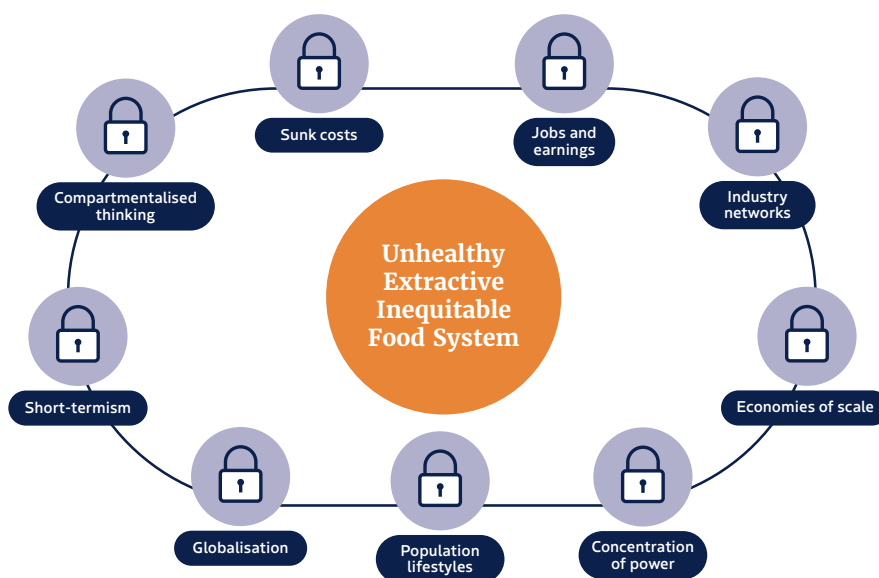 Sunk costs
Jobs and
earnings
Compartmentalised
thinking
Industry
networks
Unhealthy
Extractive
Inequitable
Food System
Short-termism
Economies of scale
Globalisation
Population
lifestyles
Concentration
of power